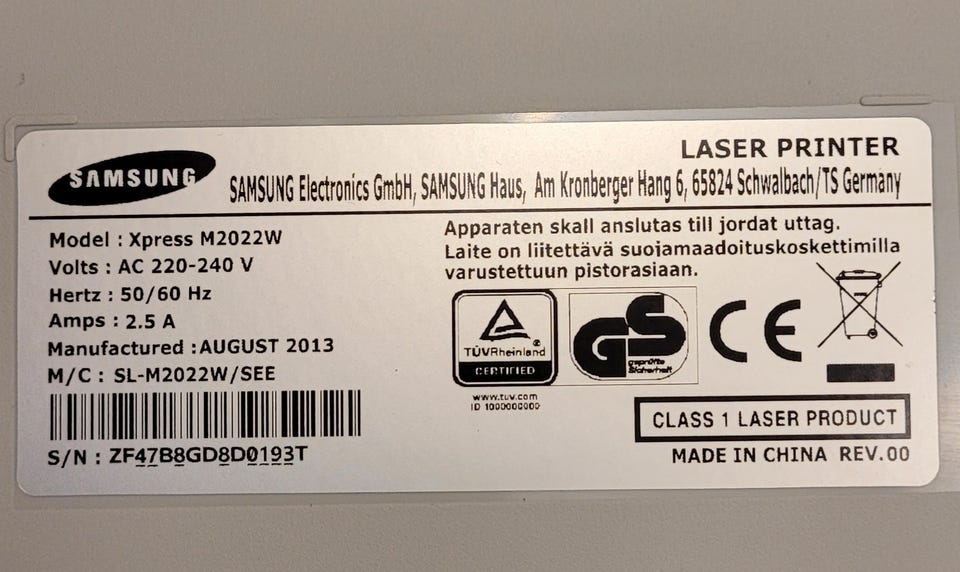 LASER PRINTER
SAMSUNG
SAMSUNG Electronics GmbH, SAMSUNG Haus, Am Kronberger Hang 6, 65824 Schwalbach/TS Germany
Model : Xpress M2022W
Volts : AC 220-240 V
Hertz : 50/60 Hz
Amps : 2.5 A
Manufactured : AUGUST 2013
M/C : SL-M2022W/SEE
S/N : ZF47B8GD8D0193T
Apparaten skall anslutas till jordat uttag.
Laite on liitettävä suojamaadoituskoskettimilla
varustettuun pistorasiaan.
TÜVRheinland®
CERTIFIED
www.tuv.com
ID 1000000000
GS
geprüfte
Sicherheit
CE
CLASS 1 LASER PRODUCT
MADE IN CHINA REV.00